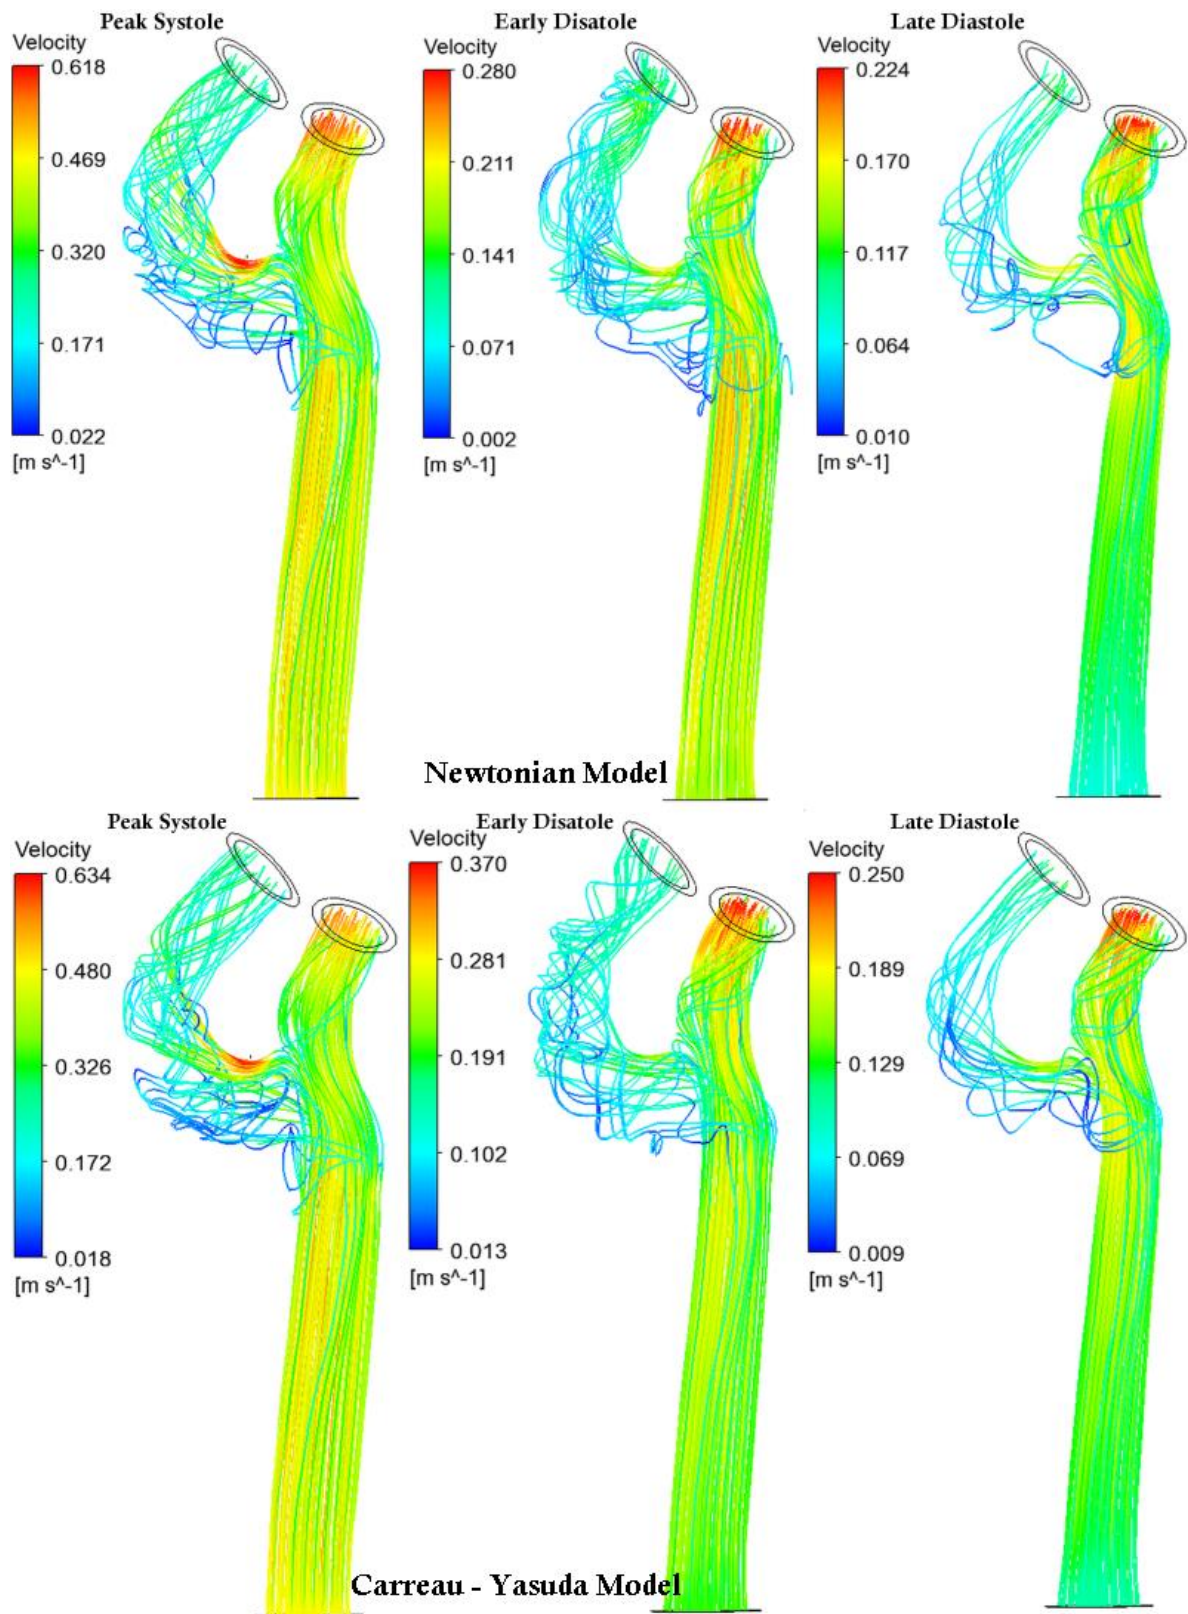 Peak Systole
Early Disatole
Late Diastole
Velocity
0.618
0.469
0.320
0.171
0.022
[m s^-1]
Velocity
0.280
0.211
0.141
0.071
0.002
[m s^-1]
Velocity
0.224
0.170
0.117
0.064
0.010
[m s^-1]
Newtonian Model
Peak Systole
Early Disatole
Late Diastole
Velocity
0.634
0.480
0.326
0.172
0.018
[m s^-1]
Velocity
0.370
0.281
0.191
0.102
0.013
[m s^-1]
Velocity
0.250
0.189
0.129
0.069
0.009
[m s^-1]
Carreau - Yasuda Model